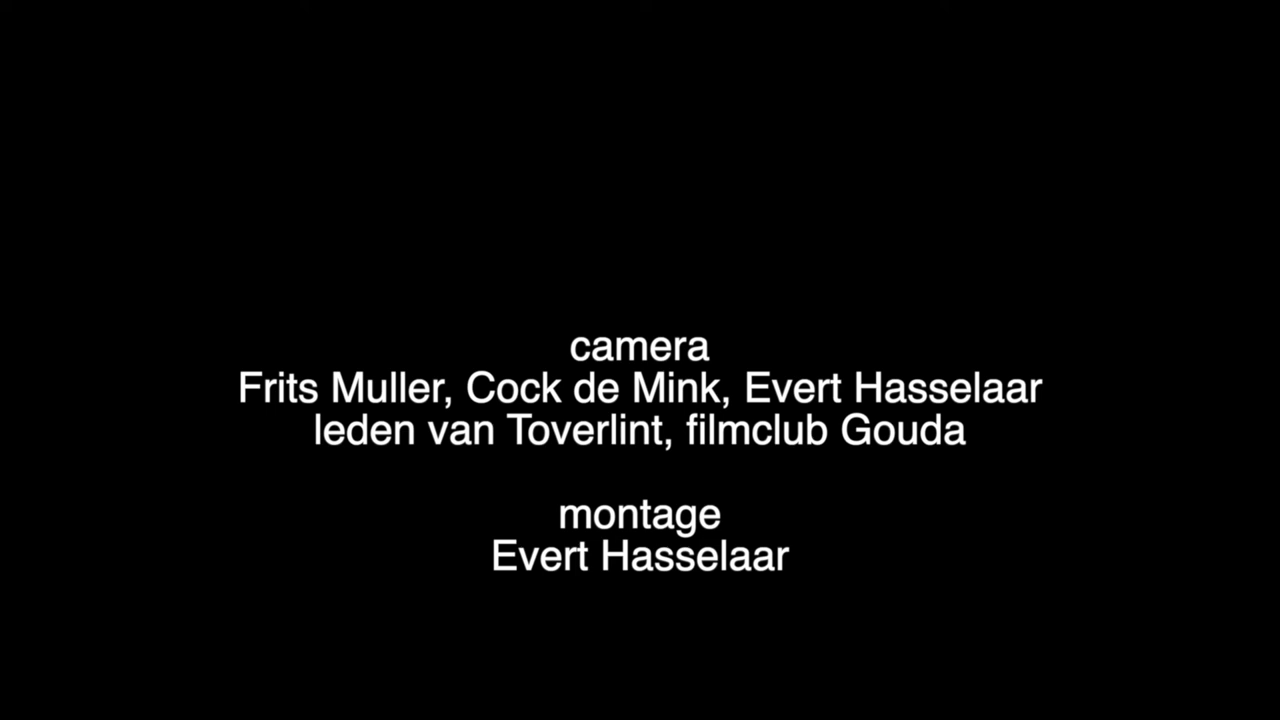 camera
Frits Muller, Cock de Mink, Evert Hasselaar
leden van Toverlint, filmclub Gouda
montage
Evert Hasselaar